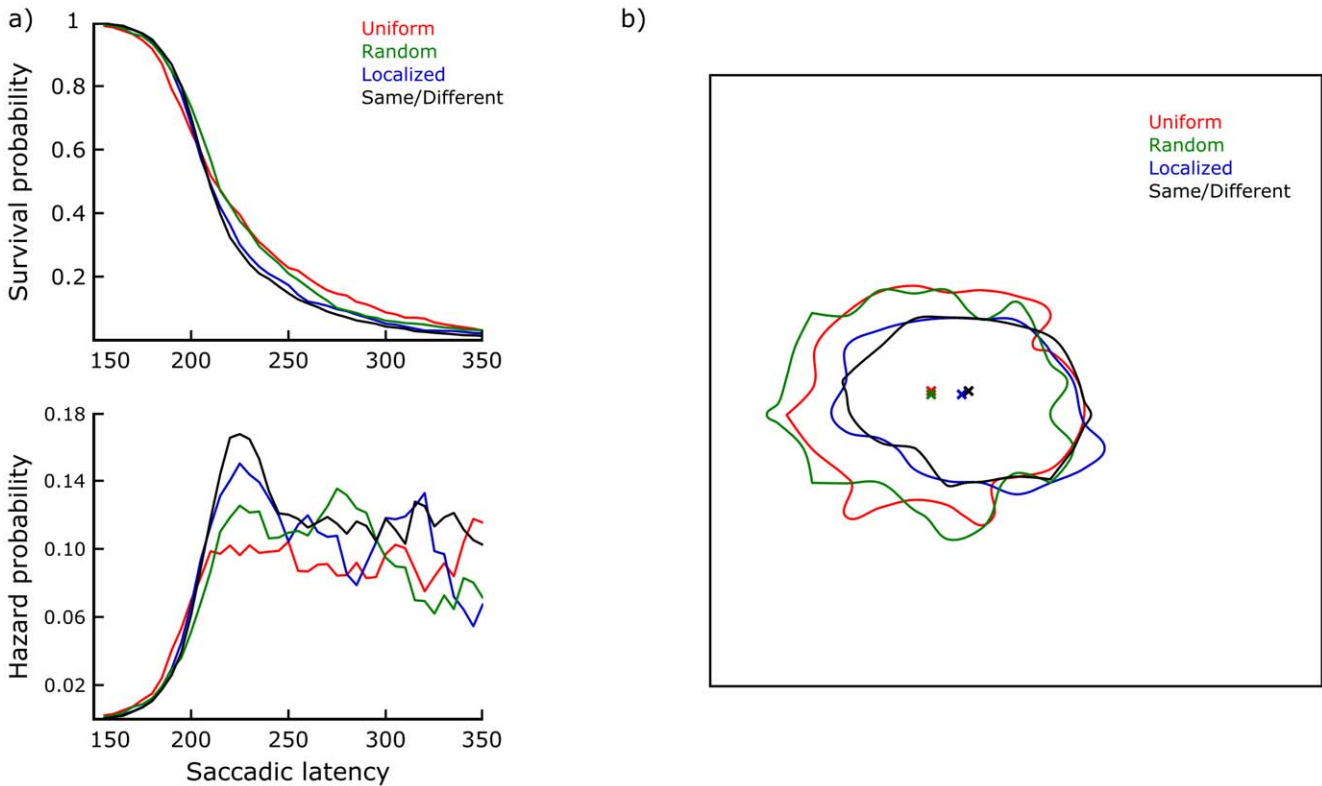 a)
Survival probability
1
0.8
0.6
0.4
0.2
150 200 250 300 350
Uniform
Random
Localized
Same/Different
Hazard probability
0.18
0.14
0.10
0.06
0.02
150 200 250 300 350
Saccadic latency
b)
Uniform
Random
Localized
Same/Different